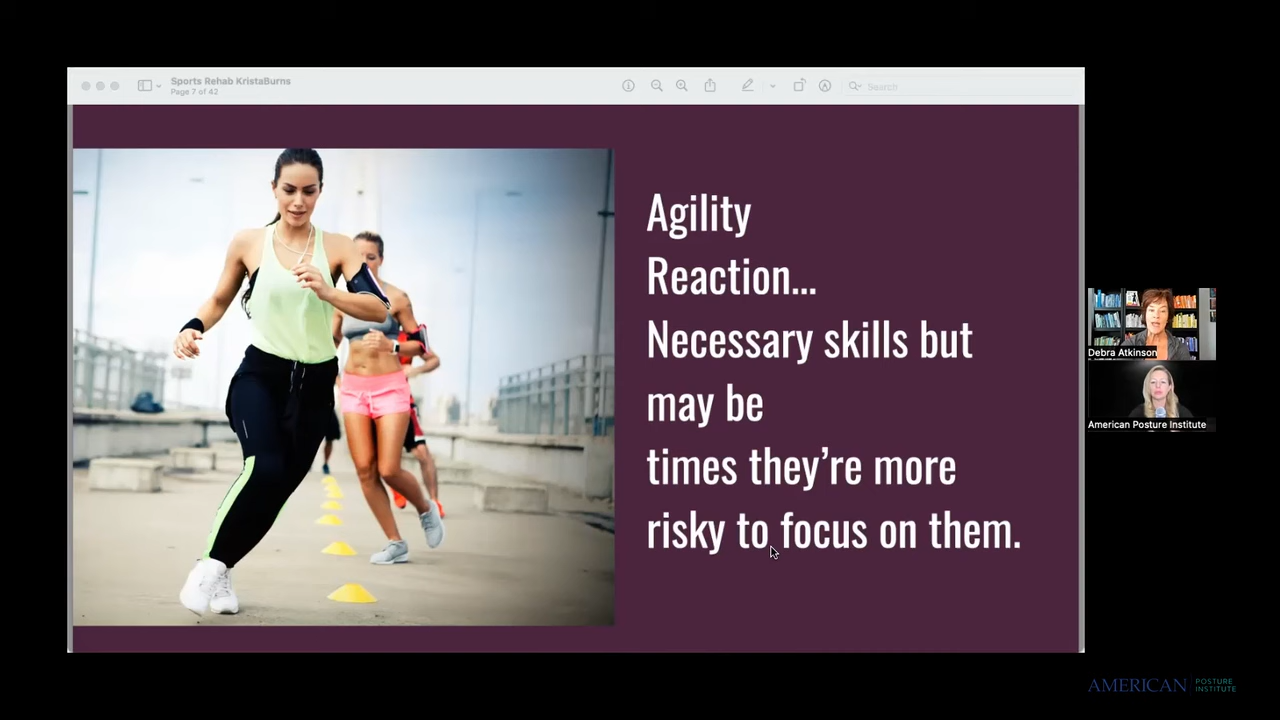 Sports Rehab KristaBurns
Page 7 of 42
Search
Agility
Reaction...
Necessary skills but
may be
times they’re more
risky to focus on them.
Debra Atkinson
American Posture Institute
AMERICAN POSTURE
INSTITUTE